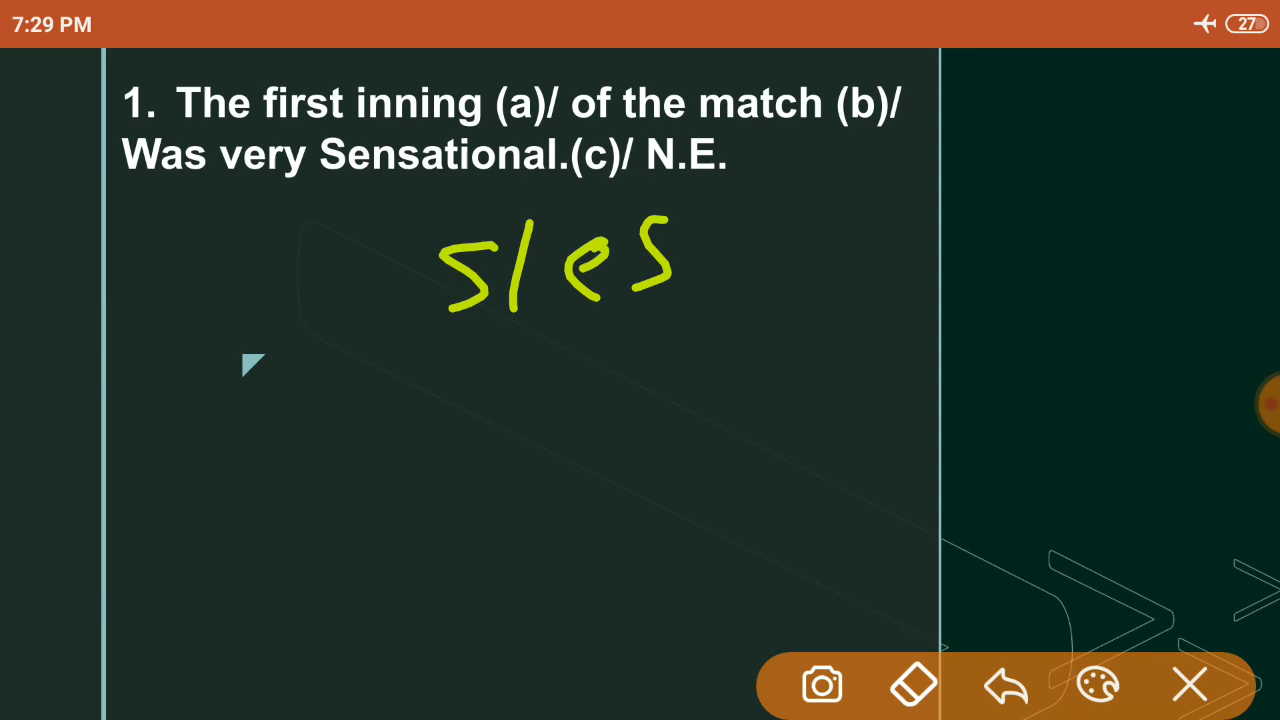 7:29 PM
27
1. The first inning (a)/ of the match (b)/
Was very Sensational.(c)/ N.E.
s/es